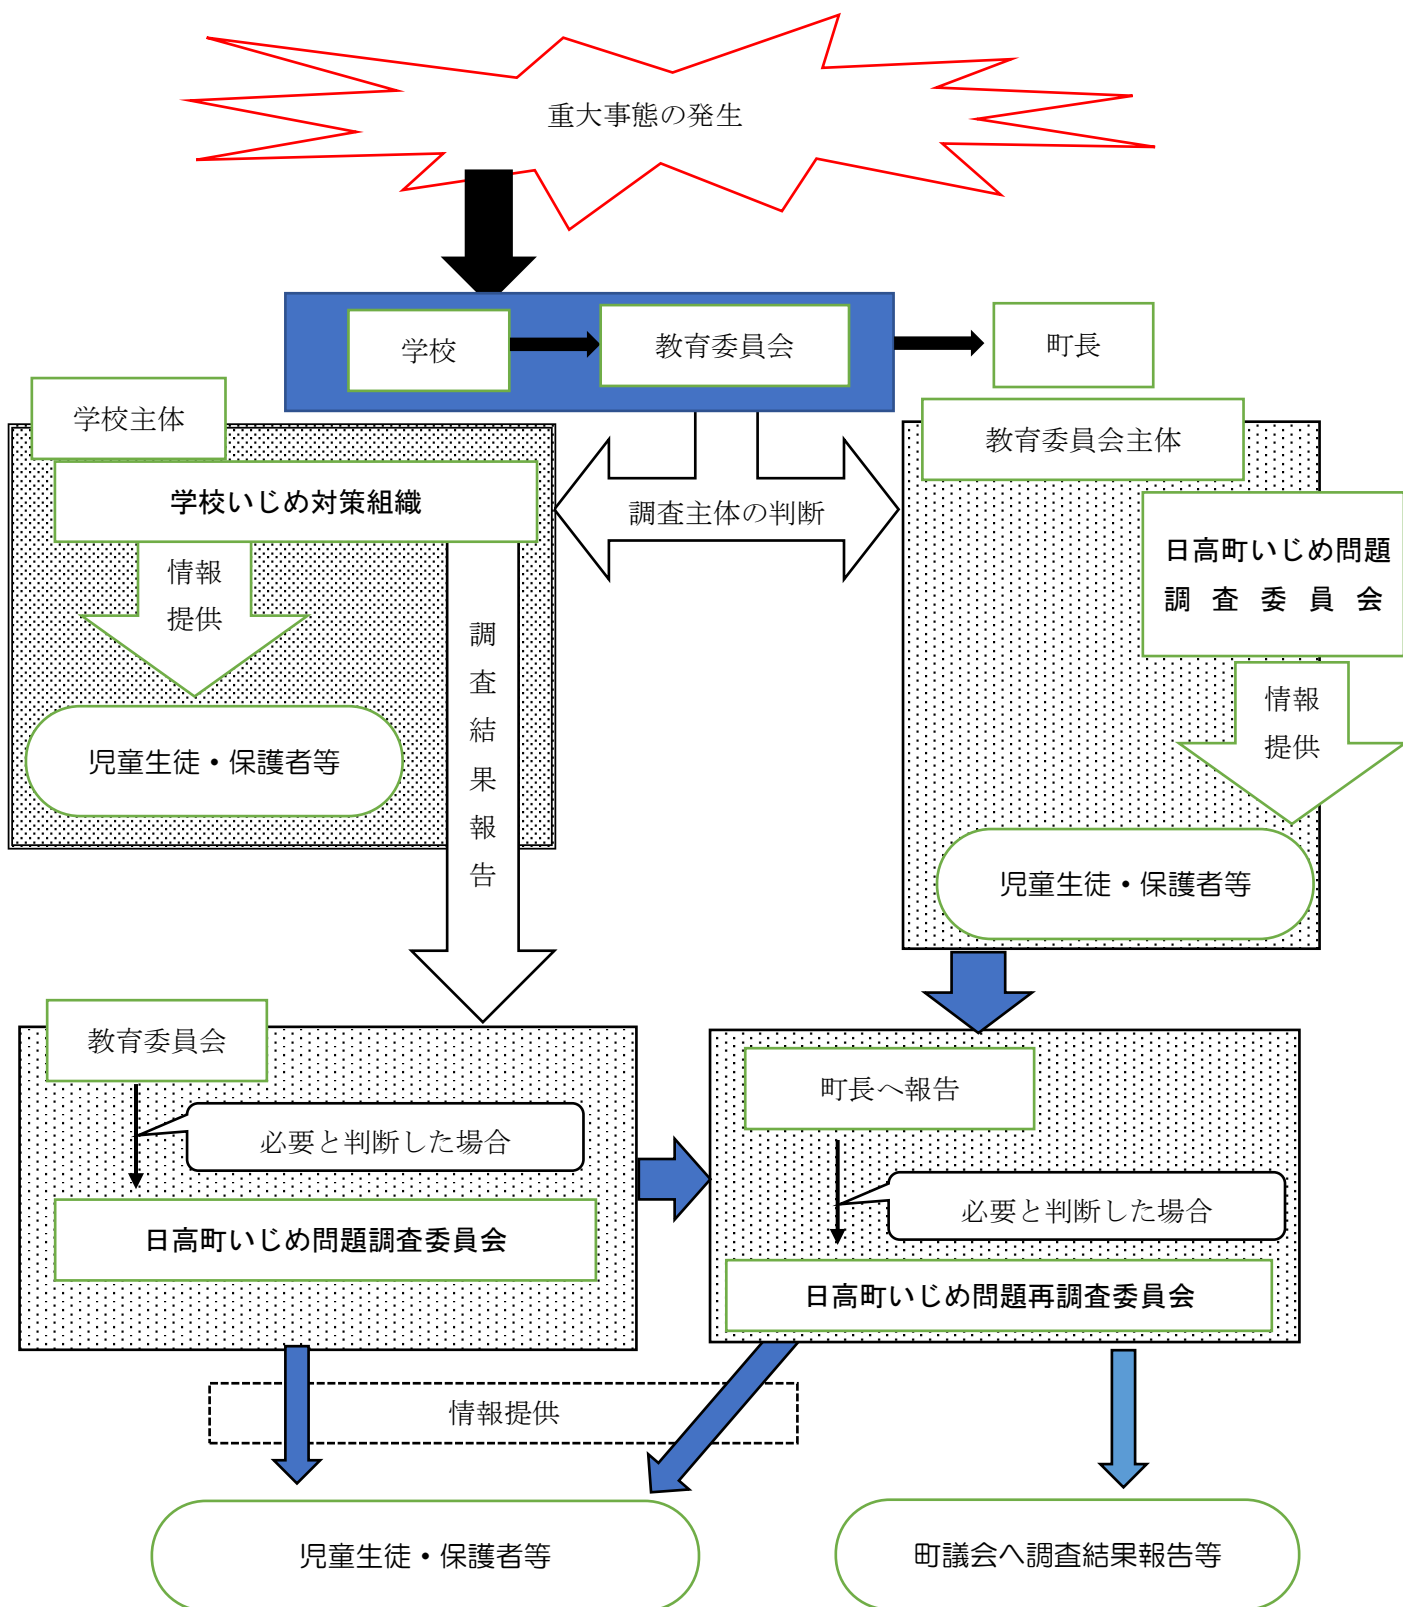 重大事態の発生
学校
教育委員会
町長
学校主体
教育委員会主体
学校いじめ対策組織
調査主体の判断
日高町いじめ問題
調査委員会
情報
提供
調
査
結
果
報
告
情報
提供
児童生徒・保護者等
児童生徒・保護者等
教育委員会
町長へ報告
必要と判断した場合
必要と判断した場合
日高町いじめ問題調査委員会
日高町いじめ問題再調査委員会
情報提供
児童生徒・保護者等
町議会へ調査結果報告等